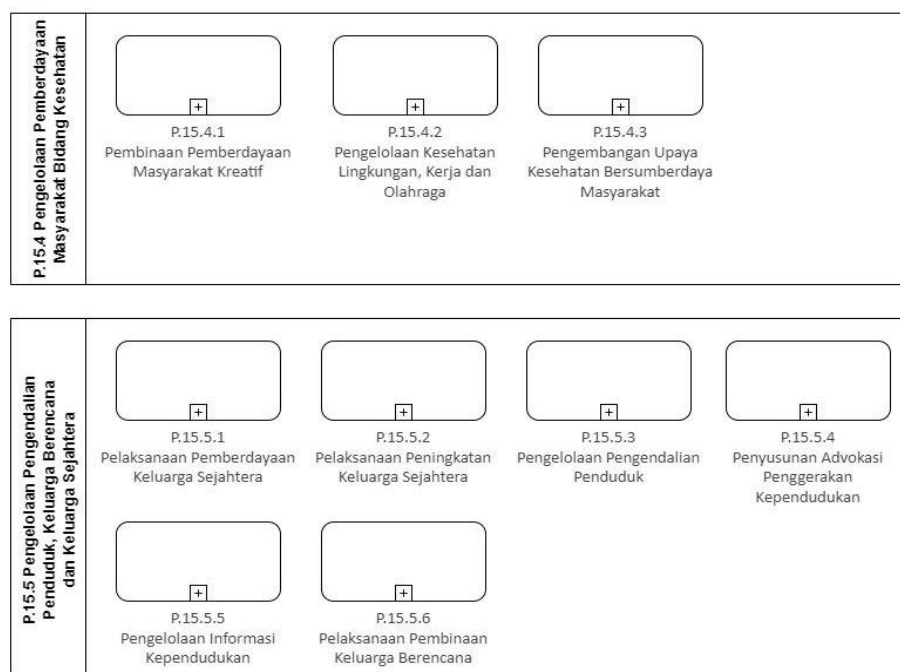 P.15.4 Pengelolaan Pemberdayaan
Masyarakat Bidang Kesehatan
P.15.4.1
Pembinaan Pemberdayaan
Masyarakat Kreatif
P.15.4.2
Pengelolaan Kesehatan
Lingkungan, Kerja dan
Olahraga
P.15.4.3
Pengembangan Upaya
Kesehatan Bersumberdaya
Masyarakat
P.15.5 Pengelolaan Pengendalian
Penduduk, Keluarga Berencana
dan Keluarga Sejahtera
P.15.5.1
Pelaksanaan Pemberdayaan
Keluarga Sejahtera
P.15.5.2
Pelaksanaan Peningkatan
Keluarga Sejahtera
P.15.5.3
Pengelolaan Pengendalian
Penduduk
P.15.5.4
Penyusunan Advokasi
Penggerakan
Kependudukan
P.15.5.5
Pengelolaan Informasi
Kependudukan
P.15.5.6
Pelaksanaan Pembinaan
Keluarga Berencana